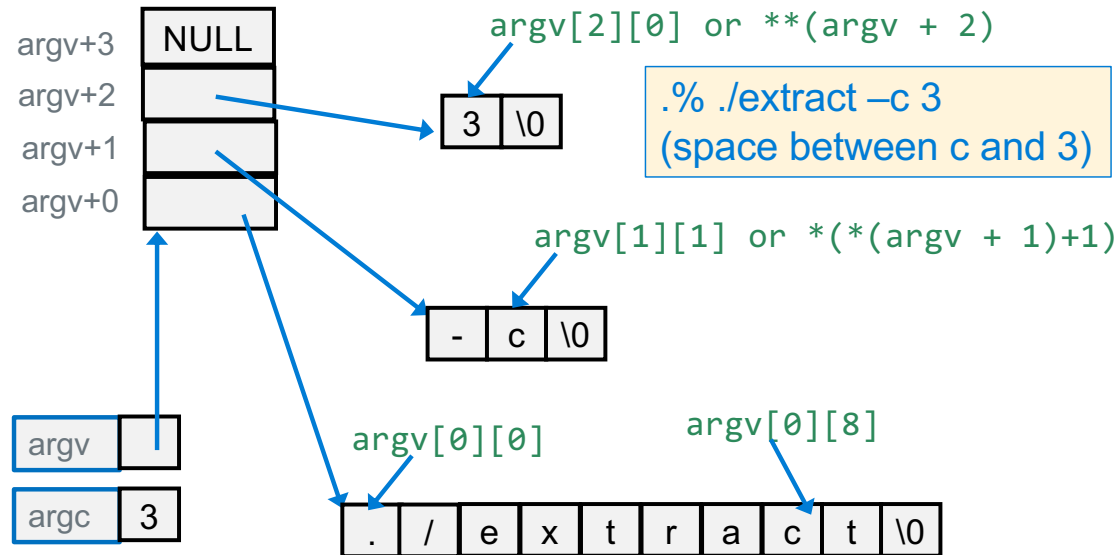 argv[2][0] or **(argv + 2)
argv+3 NULL
argv+2
.% ./extract –c 3
3 \0
argv+1
(space between c and 3)
argv+0
argv[1][1] or *(*(argv + 1)+1)
- c \0
argv
argv[0][0]
argv[0][8]
argc 3
. / e x t r a c t \0